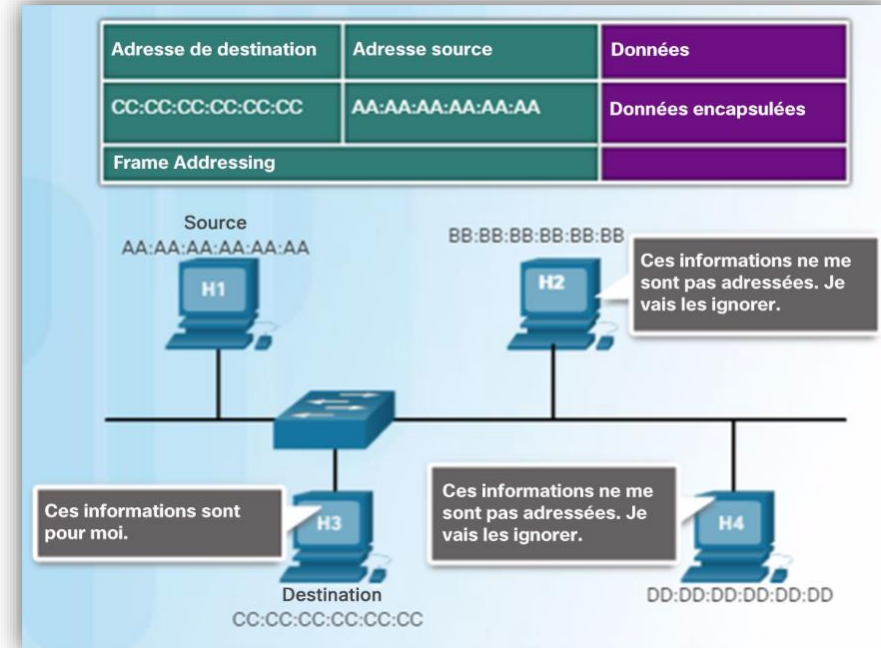 Adresse de destination
Adresse source
Données
CC:CC:CC:CC:CC:CC
AA:AA:AA:AA:AA:AA
Données encapsulées
Frame Addressing
Source
AA:AA:AA:AA:AA:AA
H1
BB:BB:BB:BB:BB:BB
H2
Ces informations ne me
sont pas adressées. Je
vais les ignorer.
Ces informations sont
pour moi.
H3
Destination
CC:CC:CC:CC:CC:CC
Ces informations ne me
sont pas adressées. Je
vais les ignorer.
H4
DD:DD:DD:DD:DD:DD